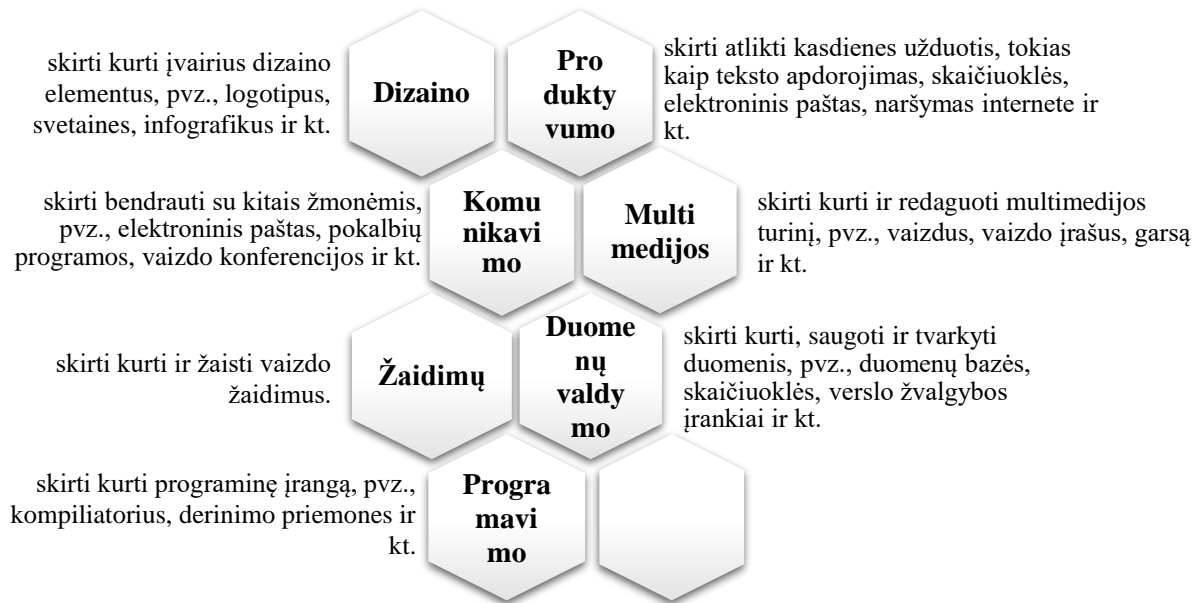 skirti kurti įvairius dizaino
elementus, pvz., logotipus,
svetaines, infografikus ir kt.
Dizaino
Pro
dukty
vumo
skirti atlikti kasdienes užduotis, tokias
kaip teksto apdorojimas, skaičiuoklės,
elektroninis paštas, naršymas internete ir
kt.
skirti bendrauti su kitais žmonėmis,
pvz., elektroninis paštas, pokalbių
programos, vaizdo konferencijos ir kt.
Komu
nikavi
mo
Multi
medijos
skirti kurti ir redaguoti multimedijos
turinį, pvz., vaizdus, vaizdo įrašus, garsą
ir kt.
skirti kurti ir žaisti vaizdo
žaidimus.
Žaidimų
Duome
nų
valdy
mo
skirti kurti, saugoti ir tvarkyti
duomenis, pvz., duomenų bazės,
skaičiuoklės, verslo žvalgybos
įrankiai ir kt.
skirti kurti programinę įrangą, pvz.,
kompiliatorius, derinimo priemones ir
kt.
Progra
mavi
mo